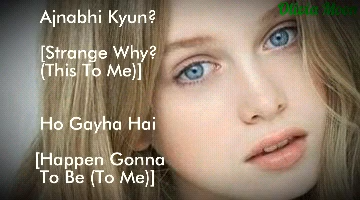 Ajnabhi Kyun?
[Strange Why?
(This To Me)]
Ho Gayha Hai
[Happen Gonna
To Be (To Me)]